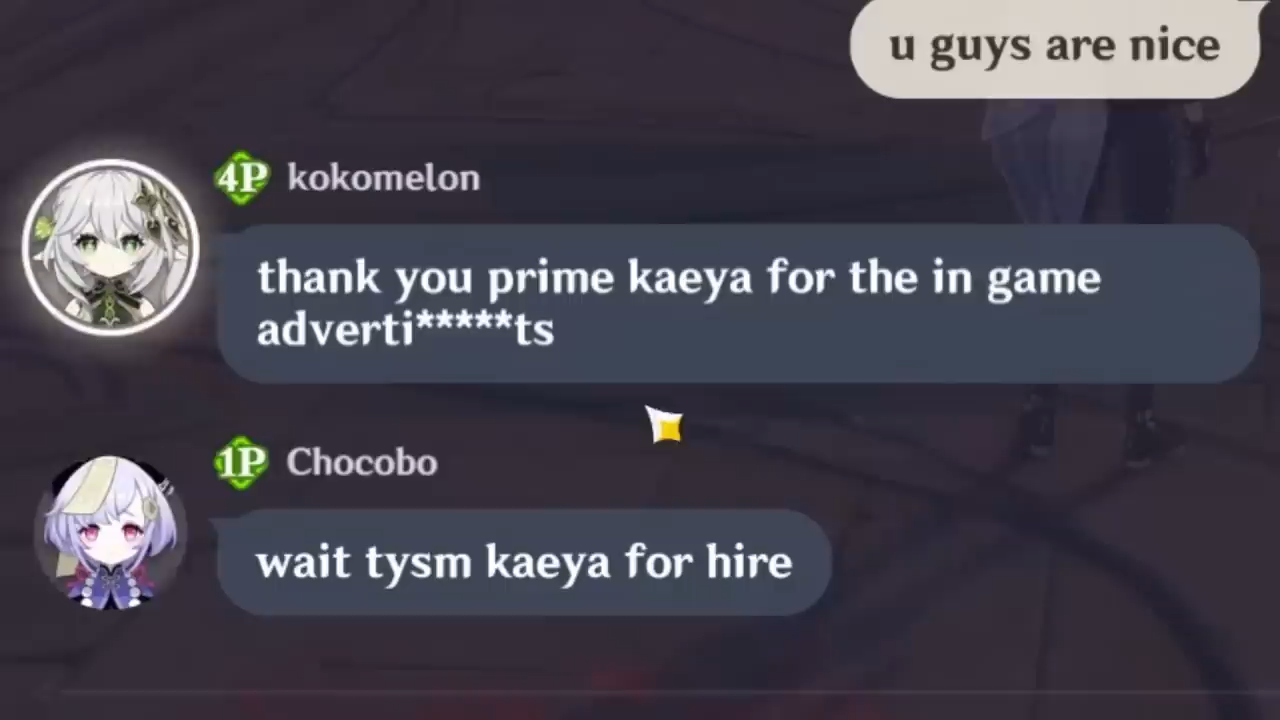 u guys are nice
4P kokomelon
thank you prime kaeya for the in game
adverti*****ts
1P Chocobo
wait tysm kaeya for hire